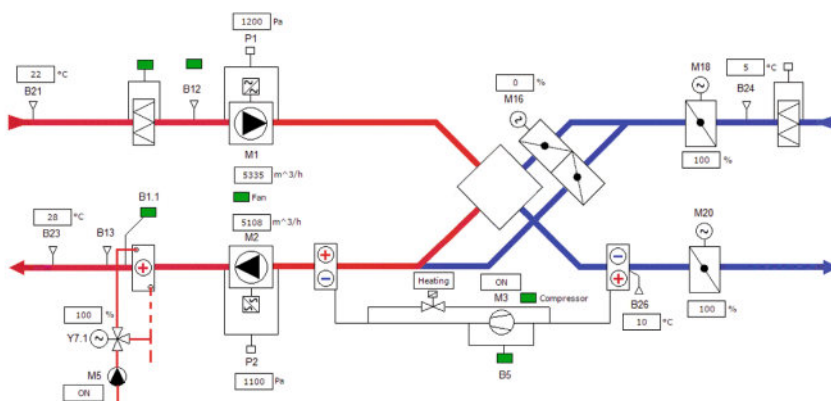 1200 Pa
P1
22 °C
B21
B12
M1
5335 m^3/h
Fan
5108 m^3/h
M2
0 %
M16
M18
5 °C
B24
100 %
B1.1
28 °C
B23
B13
100 %
Y7.1
M5
ON
P2
1100 Pa
Heating
ON
M3
Compressor
B5
B26
10 °C
M20
100 %